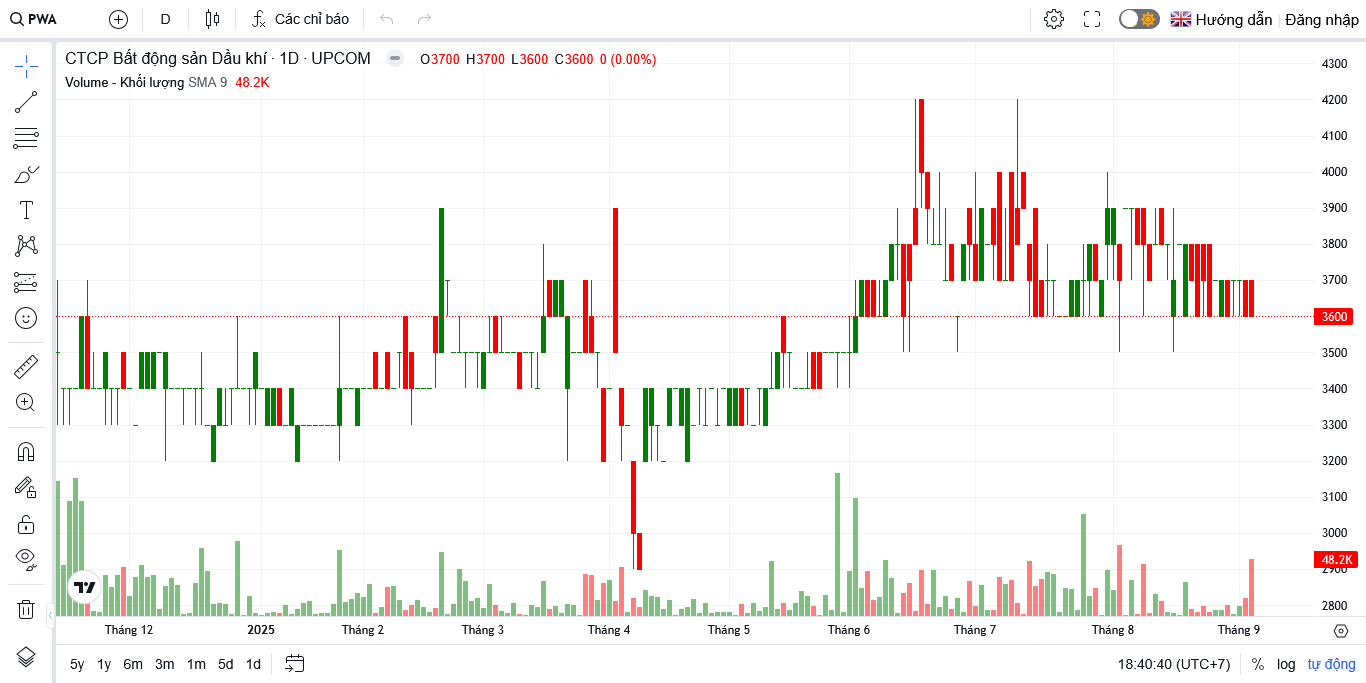 PWA D Các chỉ báo Hướng dẫn Đăng nhập
CTCP Bất động sản Dầu khí · 1D · UPCOM O3700 H3700 L3600 C3600 0 (0.00%)
Volume - Khối lượng SMA 9 48.2K
4300
4200
4100
4000
3900
3800
3700
3600
3500
3400
3300
3200
3100
3000
48.2K
2900
2800
Tháng 12 2025 Tháng 2 Tháng 3 Tháng 4 Tháng 5 Tháng 6 Tháng 7 Tháng 8 Tháng 9
5y 1y 6m 3m 1m 5d 1d 18:40:40 (UTC+7) % log tự động